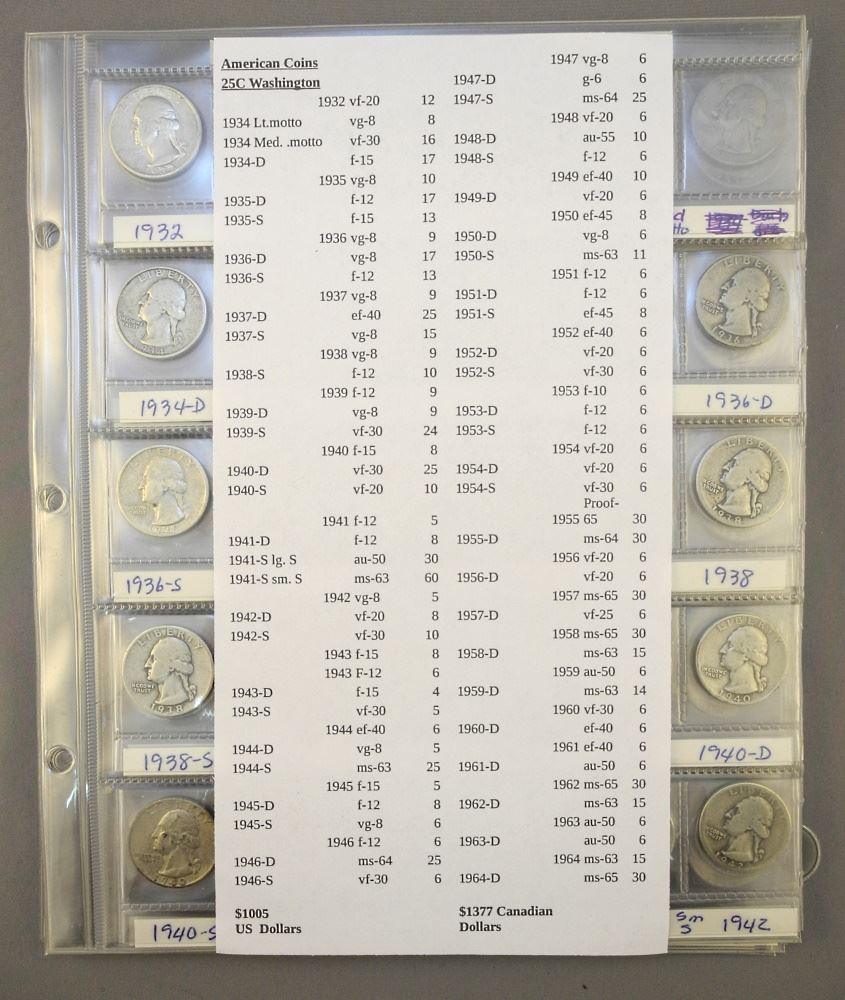 American Coins
25C Washington
1932 vf-20 12
1934 Lt.motto vg-8 8
1934 Med. .motto vf-30 16
1934-D f-15 17
1935 vg-8 10
1935-D f-12 17
1935-S f-15 13
1936 vg-8 9
1936-D vg-8 17
1936-S f-12 13
1937 vg-8 9
1937-D ef-40 25
1937-S vg-8 15
1938 vg-8 9
1938-S f-12 10
1939 f-12 9
1939-D vg-8 9
1939-S vf-30 24
1940 f-15 8
1940-D vf-30 25
1940-S vf-20 10
1941 f-12 5
1941-D f-12 8
1941-S lg. S au-50 30
1941-S sm. S ms-63 60
1942 vg-8 5
1942-D vf-20 8
1942-S vf-30 10
1943 f-15 8
1943 F-12 6
1943-D f-15 4
1943-S vf-30 5
1944 ef-40 6
1944-D vg-8 5
1944-S ms-63 25
1945 f-15 5
1945-D f-12 8
1945-S vg-8 6
1946 f-12 6
1946-D ms-64 25
1946-S vf-30 6
$1005
US Dollars
1947 vg-8 6
1947-D g-6 6
1947-S ms-64 25
1948 vf-20 6
1948-D au-55 10
1948-S f-12 6
1949 ef-40 10
1949-D vf-20 6
1950 ef-45 8
1950-D vg-8 6
1950-S ms-63 11
1951 f-12 6
1951-D f-12 6
1951-S ef-45 8
1952 ef-40 6
1952-D vf-20 6
1952-S vf-30 6
1953 f-10 6
1953-D f-12 6
1953-S f-12 6
1954 vf-20 6
1954-D vf-20 6
1954-S vf-30 6
Proof-
1955 65 30
1955-D ms-64 30
1956 vf-20 6
1956-D vf-20 6
1957 ms-65 30
1957-D vf-25 6
1958 ms-65 30
1958-D ms-63 15
1959 au-50 6
1959-D ms-63 14
1960 vf-30 6
1960-D ef-40 6
1961 ef-40 6
1961-D au-50 6
1962 ms-65 30
1962-D ms-63 15
1963 au-50 6
1963-D au-50 6
1964 ms-63 15
1964-D ms-65 30
$1377 Canadian
Dollars
1932
1934-D
1936-S
1938-S
1940-S
1936-D
1938
1940-D
Sm
S 1942
LIBERTY
LIBERTY
1938
LIBERTY
1936
LIBERTY
1938
LIBERTY
1940